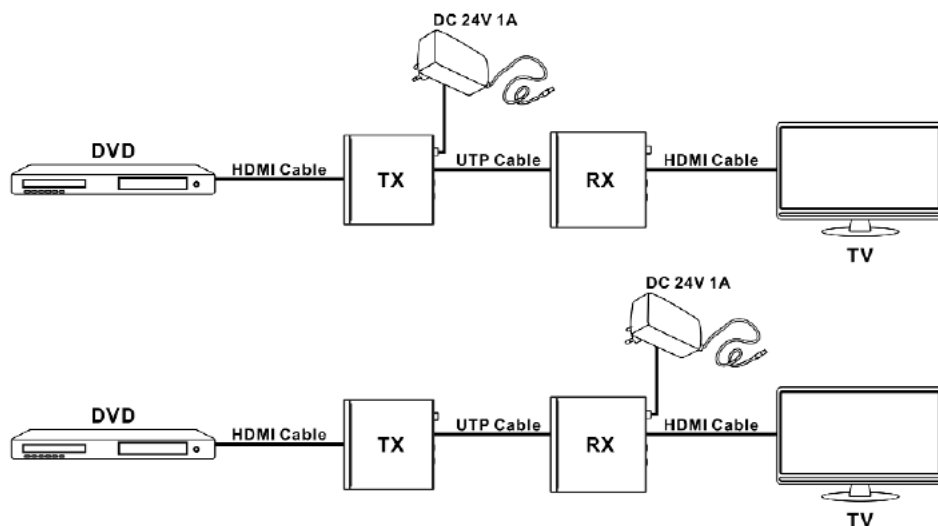 DC 24V 1A
DVD
HDMI Cable
TX
UTP Cable
RX
HDMI Cable
TV
DC 24V 1A
DVD
HDMI Cable
TX
UTP Cable
RX
HDMI Cable
TV